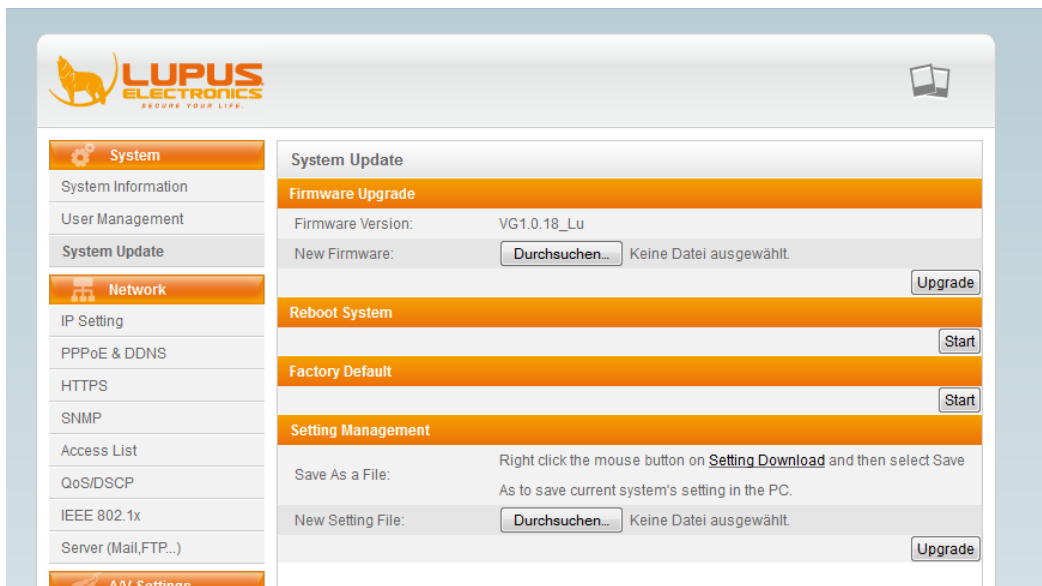 LUPUS
ELECTRONICS
SECURE YOUR LIFE.
System
System Information
User Management
System Update
Network
IP Setting
PPPoE & DDNS
HTTPS
SNMP
Access List
QoS/DSCP
IEEE 802.1x
Server (Mail,FTP...)
A/V Settings
System Update
Firmware Upgrade
Firmware Version: VG1.0.18_Lu
New Firmware: Durchsuchen... Keine Datei ausgewählt.
Upgrade
Reboot System
Start
Factory Default
Start
Setting Management
Save As a File: Right click the mouse button on Setting Download and then select Save
As to save current system's setting in the PC.
New Setting File: Durchsuchen... Keine Datei ausgewählt.
Upgrade